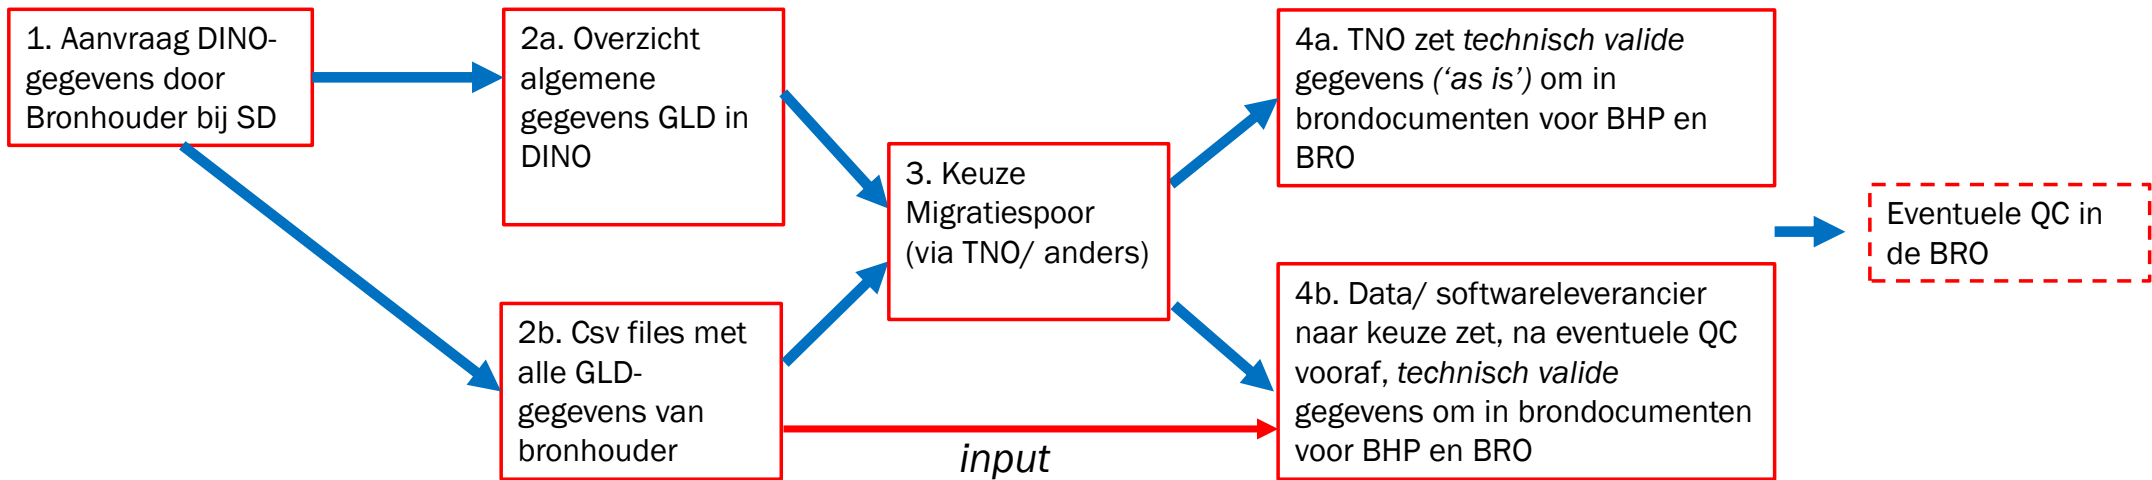 1. Aanvraag DINO-
gegevens door
Bronhouder bij SD
2a. Overzicht
algemene
gegevens GLD in
DINO
2b. Csv files met
alle GLD-
gegevens van
bronhouder
input
3. Keuze
Migratiespoor
(via TNO/ anders)
4a. TNO zet technisch valide
gegevens (‘as is’) om in
brondocumenten voor BHP en
BRO
4b. Data/ softwareleverancier
naar keuze zet, na eventuele QC
vooraf, technisch valide
gegevens om in brondocumenten
voor BHP en BRO
Eventuele QC in
de BRO